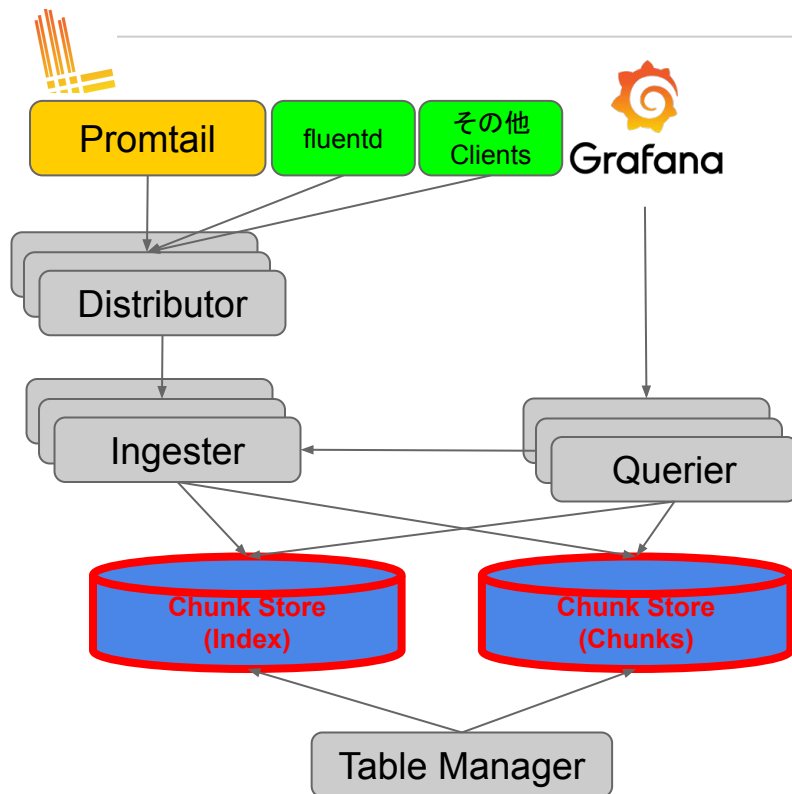 Promtail
fluentd
その他
Clients
Grafana
Distributor
Ingester
Querier
Chunk Store
(Index)
Chunk Store
(Chunks)
Table Manager